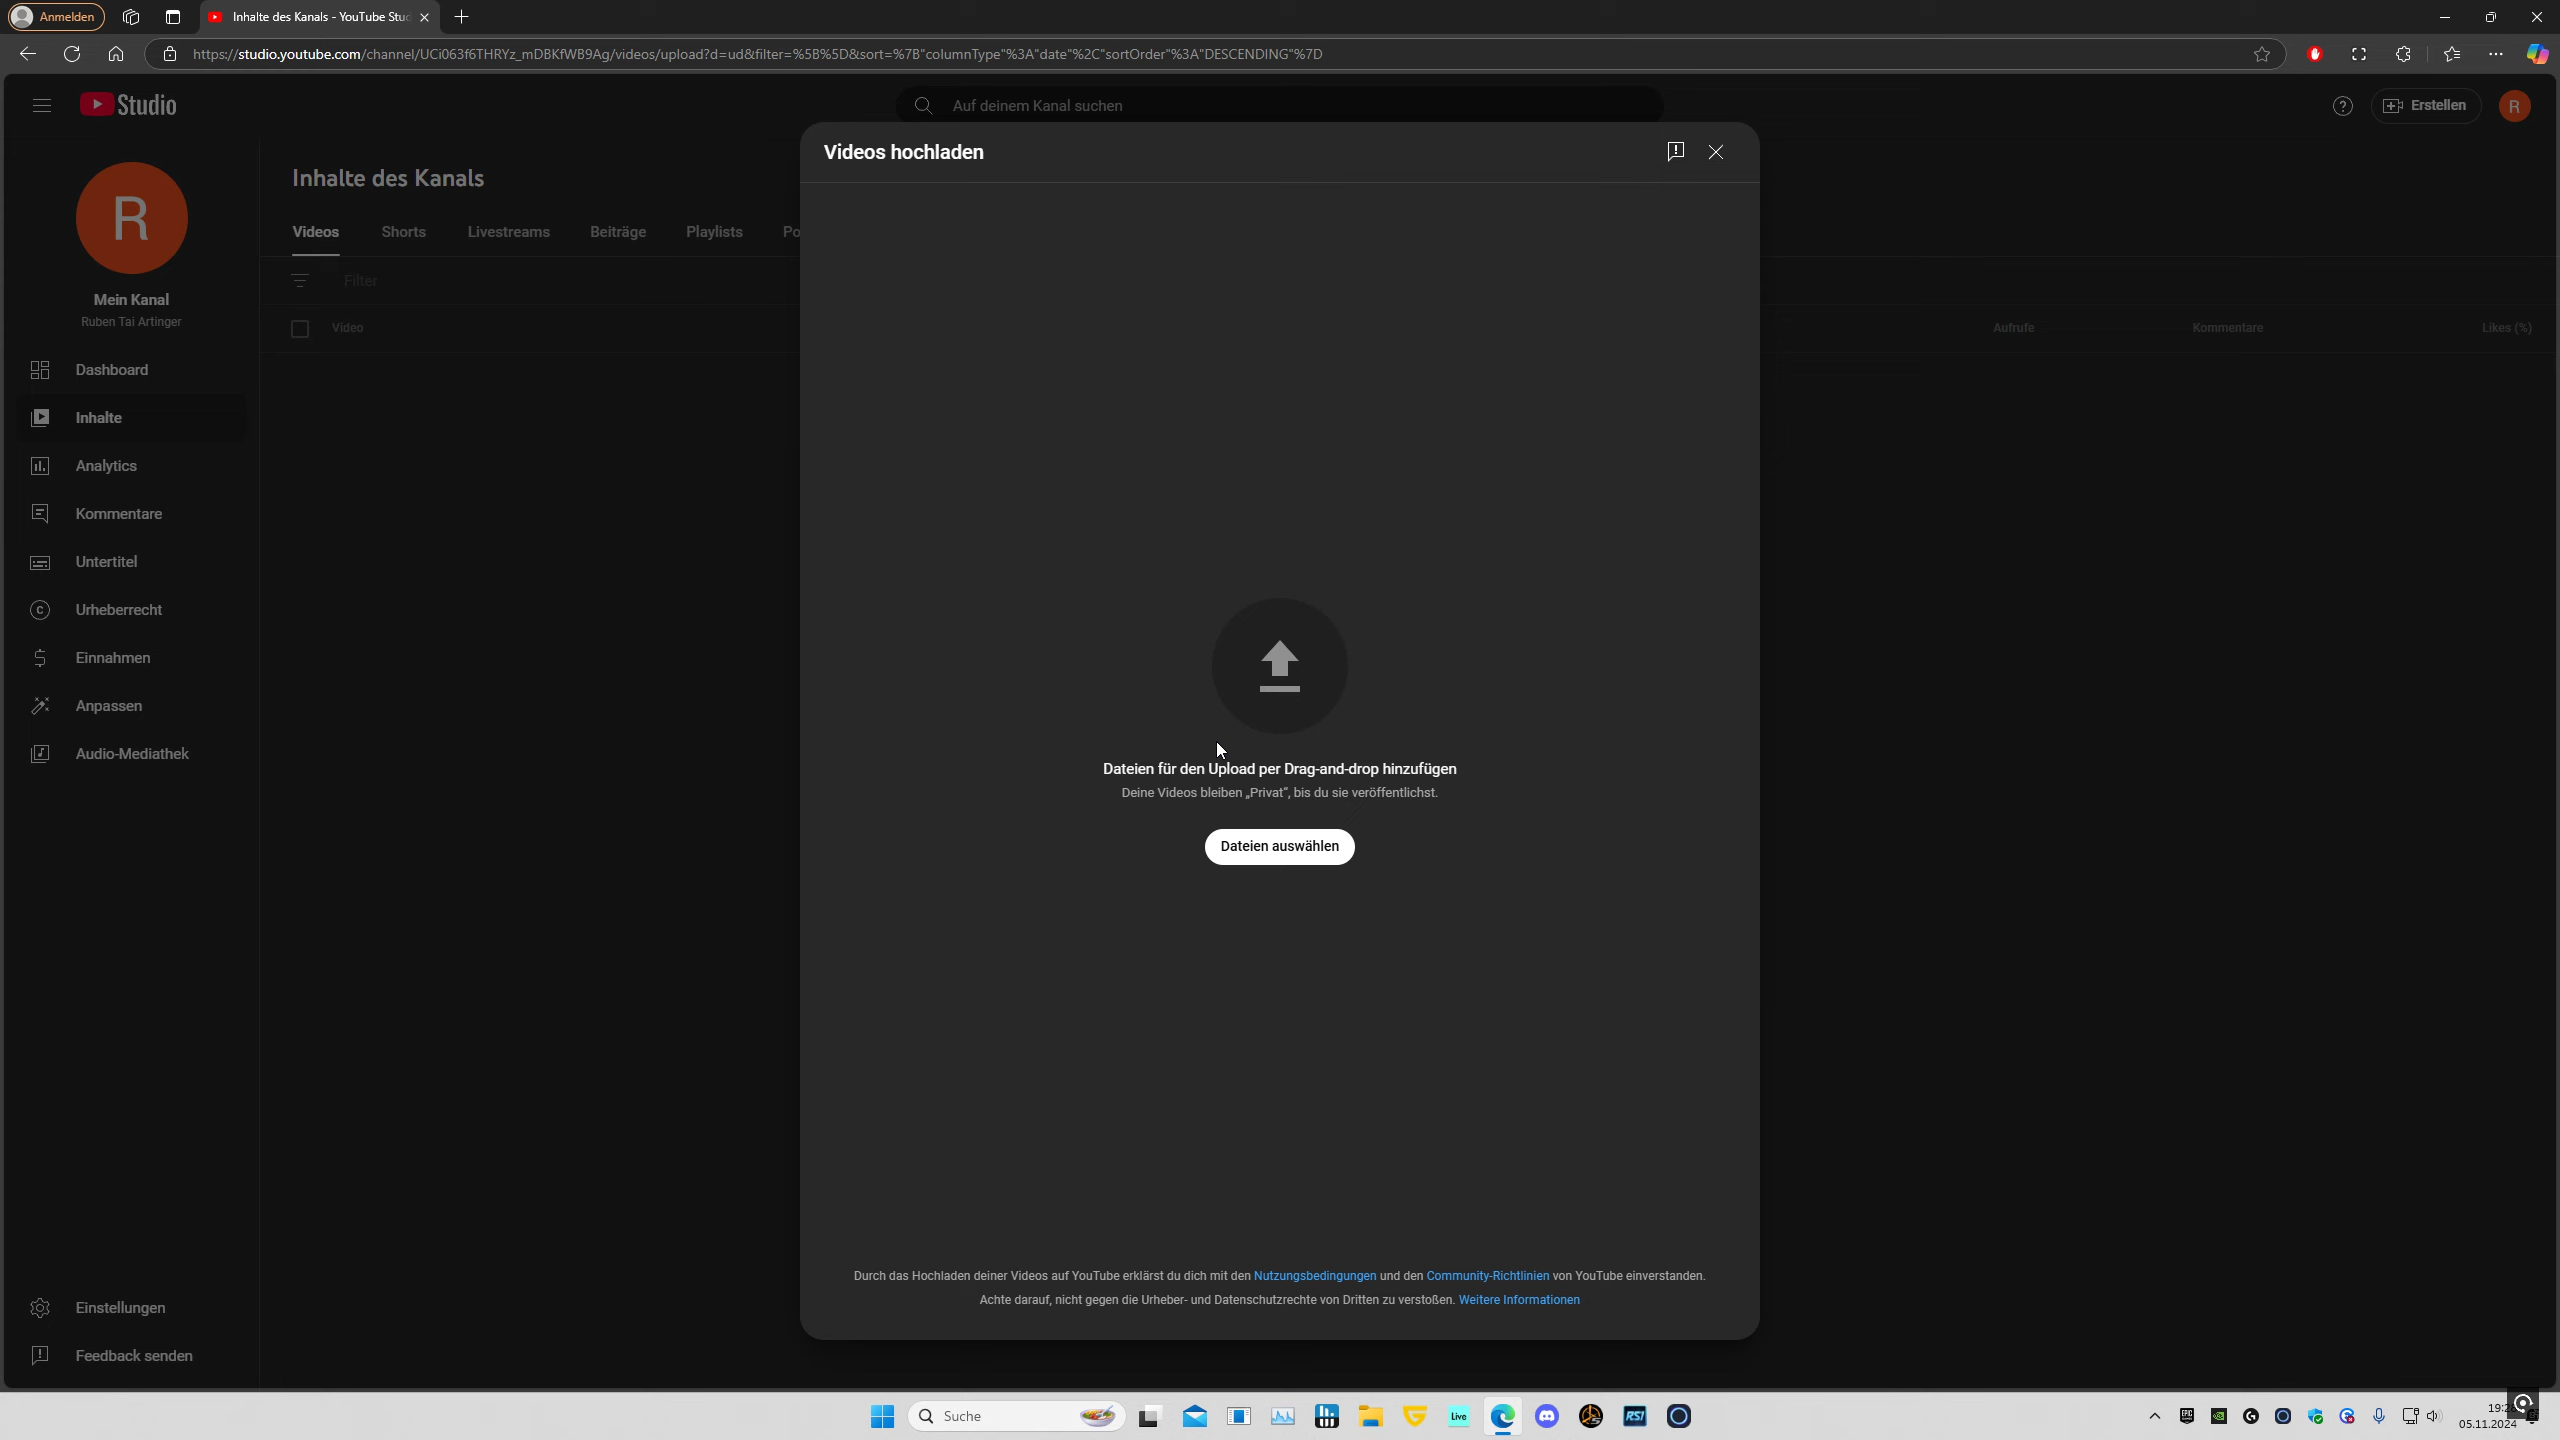 Anmelden
Inhalte des Kanals - YouTube Stu
https://studio.youtube.com/channel/UCi063f6THRYz_mDBKfWB9Ag/videos/upload?d=ud&filter=%5B%5D&sort=%7B"columnType"%3A"date"%2C"sortOrder"%3A"DESCENDING"%7D
Studio
Auf deinem Kanal suchen
Erstellen
R
Videos hochladen
R
Mein Kanal
Ruben Tai Artinger
Dashboard
Inhalte
Analytics
Kommentare
Untertitel
Urheberrecht
Einnahmen
Anpassen
Audio-Mediathek
Einstellungen
Feedback senden
Inhalte des Kanals
Videos Shorts Livestreams Beiträge Playlists Po
Filter
Video
Aufrufe Kommentare Likes (%)
Dateien für den Upload per Drag-and-drop hinzufügen
Deine Videos bleiben „Privat“, bis du sie veröffentlichst.
Dateien auswählen
Durch das Hochladen deiner Videos auf YouTube erklärst du dich mit den Nutzungsbedingungen und den Community-Richtlinien von YouTube einverstanden.
Achte darauf, nicht gegen die Urheber- und Datenschutzrechte von Dritten zu verstoßen. Weitere Informationen
Suche
Live
RSI
EPIC
05.11.2024